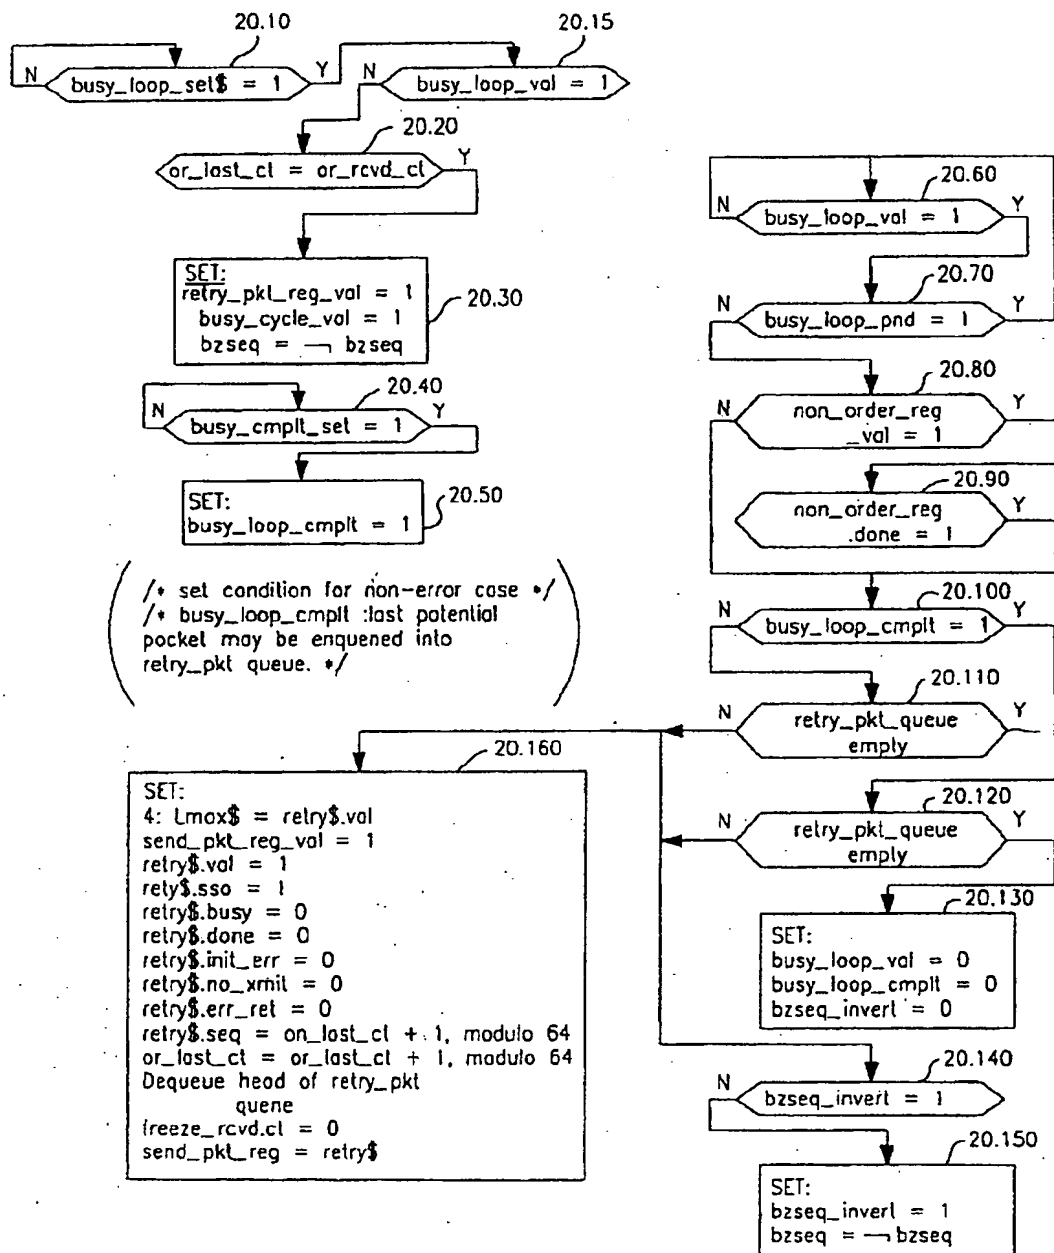 20.10
N busy_loop_set$ = 1 Y
20.15
N busy_loop_val = 1
20.20
or_last_ct = or_rcvd_ct Y
SET:
retry_pkt_reg_val = 1
busy_cycle_val = 1
bzseq = ¬ bzseq
20.30
20.40
N busy_cmplt_set = 1 Y
SET:
busy_loop_cmplt = 1
20.50
/* set condition for non-error case */
/* busy_loop_cmplt :last potential
pocket may be enquened into
retry_pkt queue. */
20.160
SET:
4: Lmax$ = retry$.val
send_pkt_reg_val = 1
retry$.val = 1
rety$.sso = 1
retry$.busy = 0
retry$.done = 0
retry$.init_err = 0
retry$.no_xmit = 0
retry$.err_ret = 0
retry$.seq = on_last_ct + 1, modulo 64
or_last_ct = or_last_ct + 1, modulo 64
Dequeue head of retry_pkt
quene
freeze_rcvd.ct = 0
send_pkt_reg = retry$
20.60
N busy_loop_val = 1 Y
20.70
N busy_loop_pnd = 1 Y
20.80
N non_order_reg Y
_val = 1
20.90
non_order_reg Y
.done = 1
20.100
busy_loop_cmplt = 1
20.110
N retry_pkt_queue Y
empty
20.120
N retry_pkt_queue Y
empty
20.130
SET:
busy_loop_val = 0
busy_loop_cmplt = 0
bzseq_invert = 0
20.140
N bzseq_invert = 1
20.150
SET:
bzseq_invert = 1
bzseq = ¬ bzseq